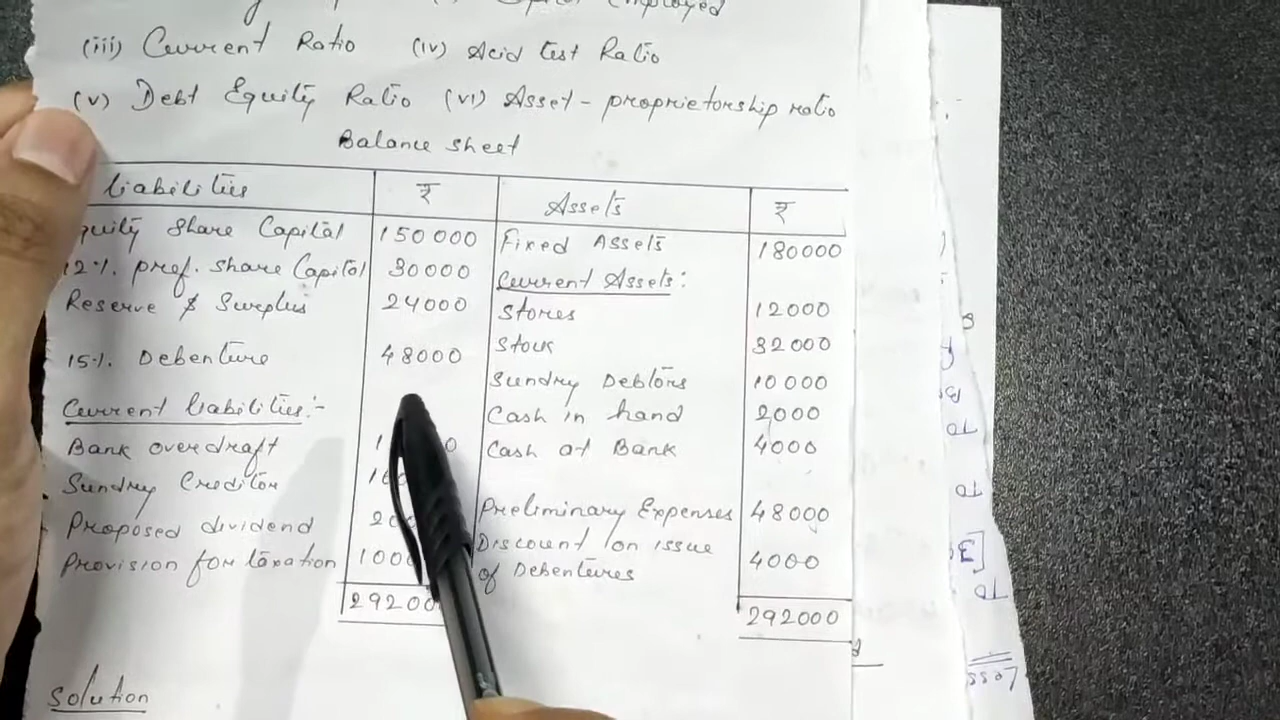 (iii) Current Ratio (iv) Acid test Ratio
(v) Debt Equity Ratio (vi) Asset - proprietorship ratio
Balance sheet
Liabilities ₹ Assets ₹
Share Capital 150000 Fixed Assets 180000
12%. pref. share Capital 30000 Current Assets:
Reserve & Surplus 24000 Stores 12000
Stock 32000
15%. Debenture 48000
Sundry Debtors 10000
Current liabilities:-
Cash in hand 2000
Bank overdraft Cash at Bank 4000
Sundry Creditor
Preliminary Expenses 48000
Proposed dividend
Discount on issue
Provision for taxation of Debentures 4000
292000
Solution
Loss